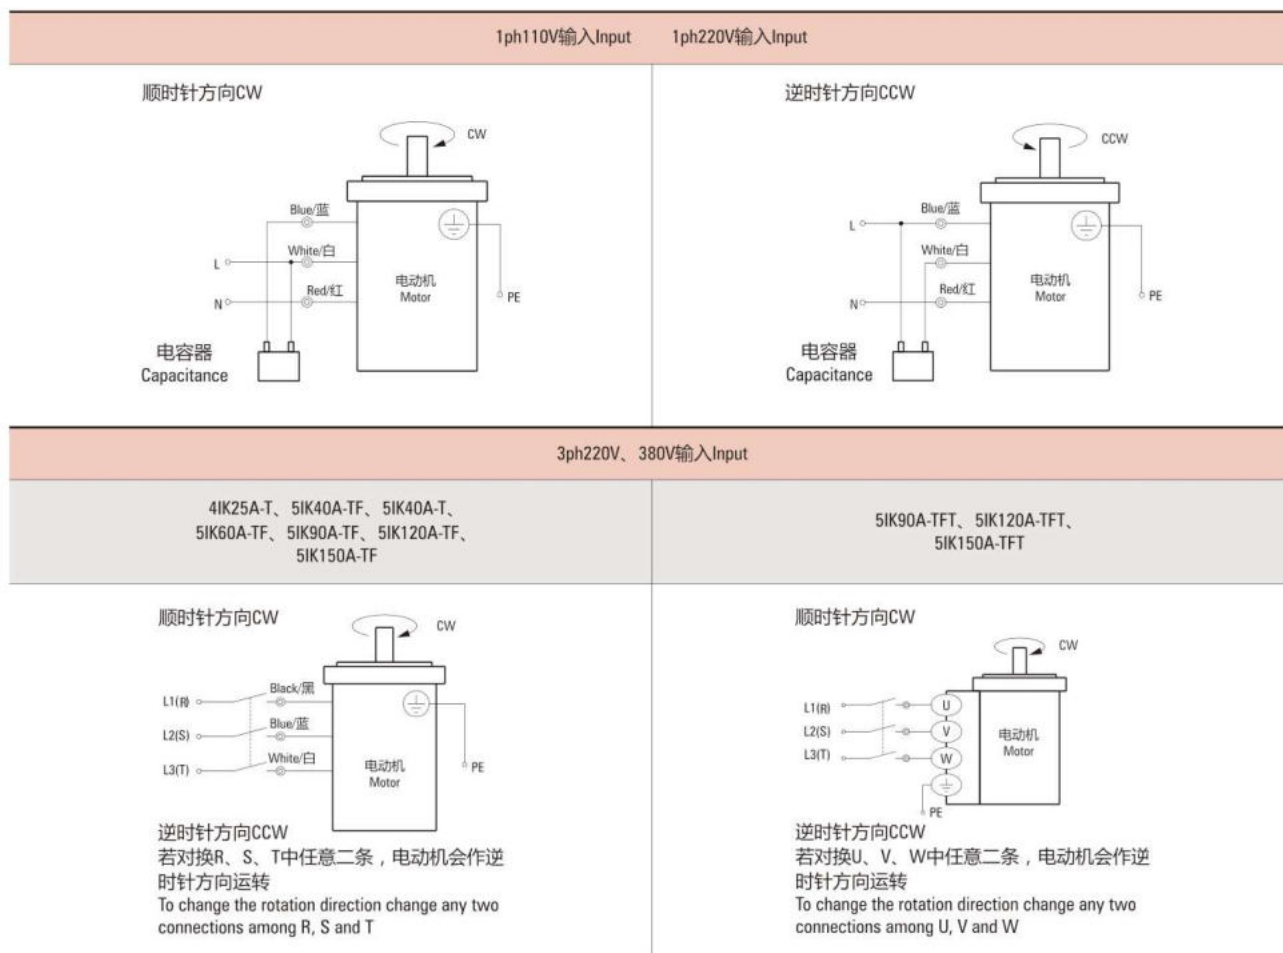 1ph110V输入Input 1ph220V输入Input
顺时针方向CW
CW
Blue/蓝
White/白
L
Red/红
N
电动机
Motor
PE
电容器
Capacitance
逆时针方向CCW
CCW
Blue/蓝
L
White/白
Red/红
N
电动机
Motor
PE
电容器
Capacitance
3ph220V、380V输入Input
4IK25A-T、5IK40A-TF、5IK40A-T、
5IK60A-TF、5IK90A-TF、5IK120A-TF、
5IK150A-TF
5IK90A-TFT、5IK120A-TFT、
5IK150A-TFT
顺时针方向CW
CW
Black/黑
L1(R)
Blue/蓝
L2(S)
White/白
L3(T)
电动机
Motor
PE
逆时针方向CCW
若对换R、S、T中任意二条，电动机会作逆
时针方向运转
To change the rotation direction change any two
connections among R, S and T
顺时针方向CW
CW
L1(R)
U
L2(S)
V
L3(T)
W
电动机
Motor
PE
逆时针方向CCW
若对换U、V、W中任意二条，电动机会作逆
时针方向运转
To change the rotation direction change any two
connections among U, V and W